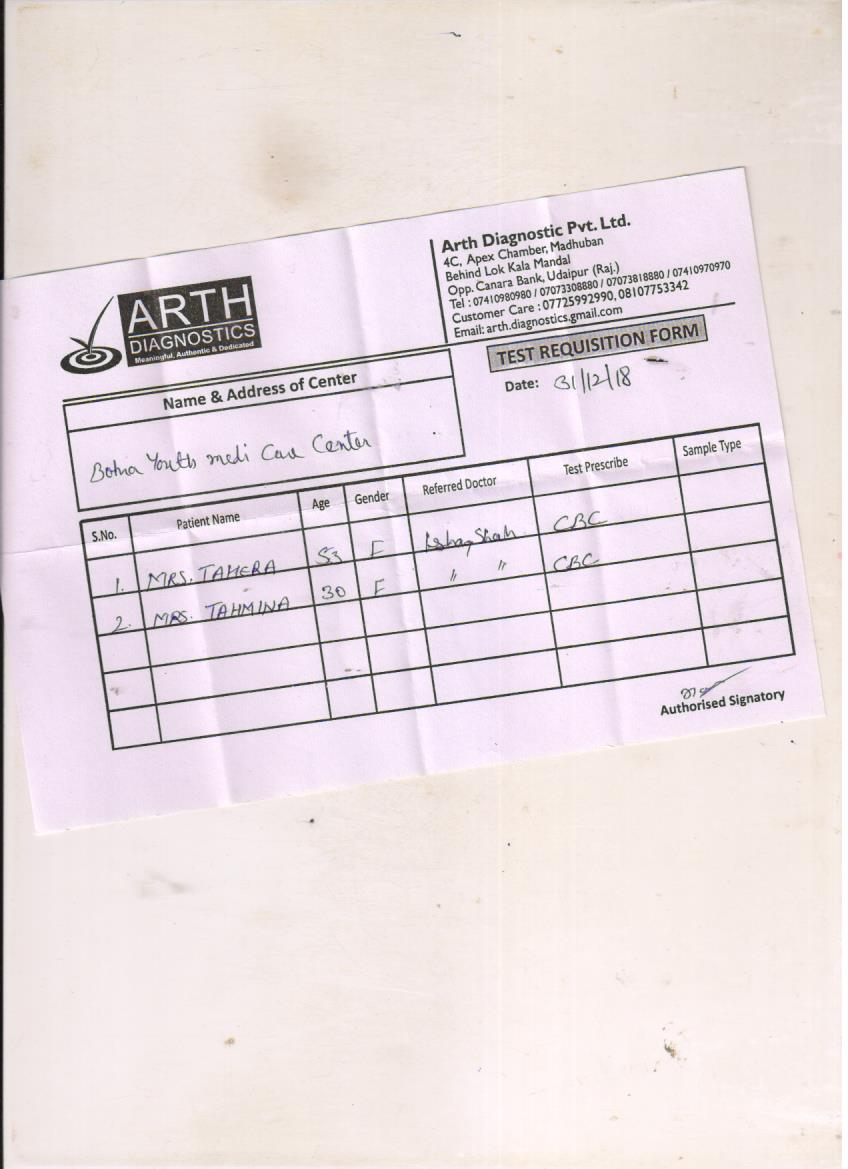 ARTH
DIAGNOSTICS
Meaningful, Authentic & Dedicated
Arth Diagnostic Pvt. Ltd.
4C, Apex Chamber, Madhuban
Behind Lok Kala Mandal
Opp. Canara Bank, Udaipur (Raj.)
Tel : 07410980980 / 07073308880 / 07073818880 / 07410970970
Customer Care : 07725992990, 08107753342
Email: arth.diagnostics.gmail.com
TEST REQUISITION FORM
Date: 31/12/18
Name & Address of Center
Bohra Youth medi Care Center
S.No. Patient Name Age Gender Referred Doctor Test Prescribe Sample Type
1. MRS. TAHERA 53 F Shah CBC
2. MRS. TAHMINA 30 F " " CBC
Authorised Signatory